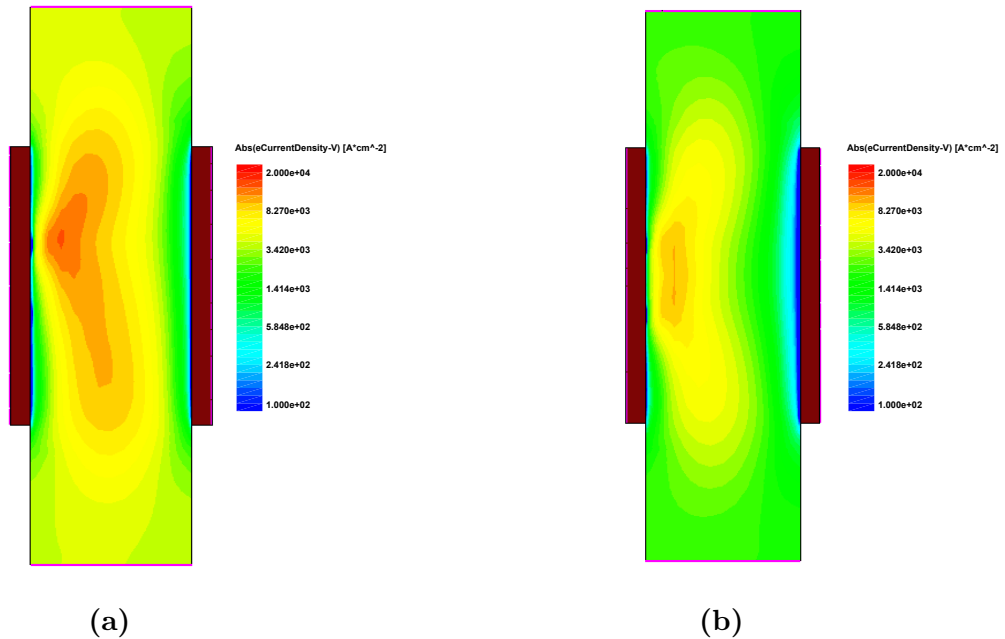 Abs(eCurrentDensity-V) [A*cm^-2]
2.000e+04
8.270e+03
3.420e+03
1.414e+03
5.848e+02
2.418e+02
1.000e+02
Abs(eCurrentDensity-V) [A*cm^-2]
2.000e+04
8.270e+03
3.420e+03
1.414e+03
5.848e+02
2.418e+02
1.000e+02
(a)
(b)